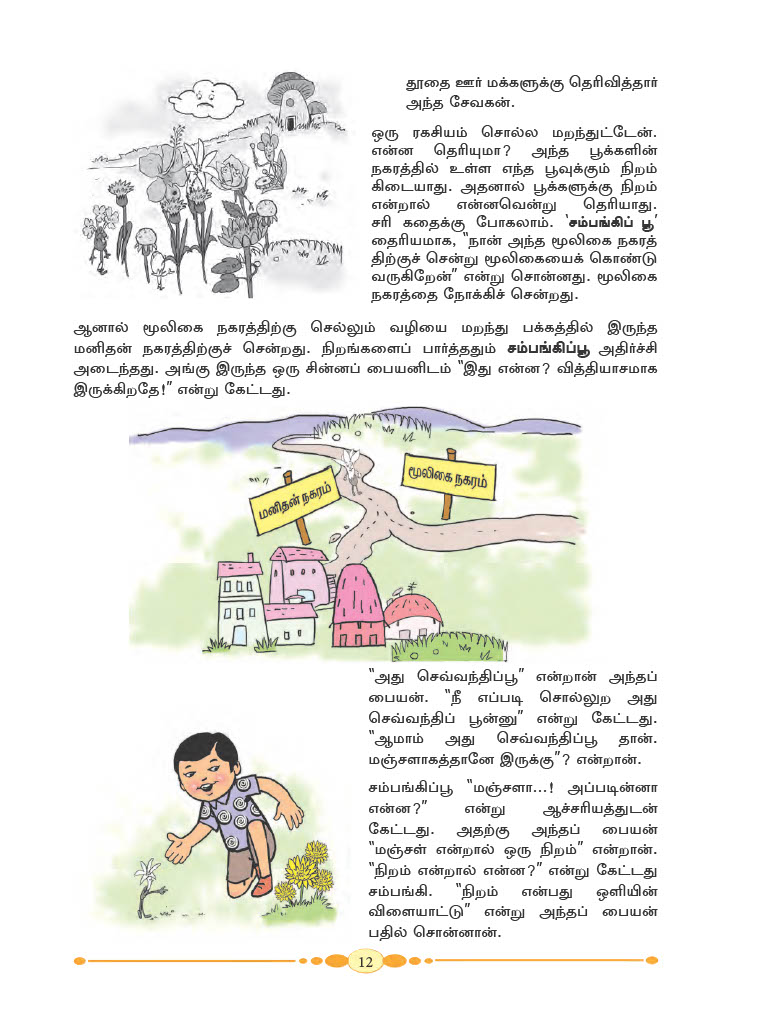 தூதை ஊர் மக்களுக்கு தெரிவித்தார்
அந்த சேவகன்.
ஒரு ரகசியம் சொல்ல மறந்துட்டேன்.
என்ன தெரியுமா? அந்த பூக்களின்
நகரத்தில் உள்ள எந்த பூவுக்கும் நிறம்
கிடையாது. அதனால் பூக்களுக்கு நிறம்
என்றால் என்னவென்று தெரியாது.
சரி கதைக்கு போகலாம். ‘சம்பங்கிப் பூ’
தைரியமாக, “நான் அந்த மூலிகை நகரத்
திற்குச் சென்று மூலிகையைக் கொண்டு
வருகிறேன்” என்று சொன்னது. மூலிகை
நகரத்தை நோக்கிச் சென்றது.
ஆனால் மூலிகை நகரத்திற்கு செல்லும் வழியை மறந்து பக்கத்தில் இருந்த
மனிதன் நகரத்திற்குச் சென்றது. நிறங்களைப் பார்த்ததும் சம்பங்கிப்பூ அதிர்ச்சி
அடைந்தது. அங்கு இருந்த ஒரு சின்னப் பையனிடம் “இது என்ன? வித்தியாசமாக
இருக்கிறதே!” என்று கேட்டது.
மனிதன் நகரம்
மூலிகை நகரம்
“அது செவ்வந்திப்பூ” என்றான் அந்தப்
பையன். “நீ எப்படி சொல்லுற அது
செவ்வந்திப் பூன்னு” என்று கேட்டது.
“ஆமாம் அது செவ்வந்திப்பூ தான்.
மஞ்சளாகத்தானே இருக்கு”? என்றான்.
சம்பங்கிப்பூ “மஞ்சளா...! அப்படின்னா
என்ன?” என்று ஆச்சரியத்துடன்
கேட்டது. அதற்கு அந்தப் பையன்
“மஞ்சள் என்றால் ஒரு நிறம்” என்றான்.
“நிறம் என்றால் என்ன?” என்று கேட்டது
சம்பங்கி. “நிறம் என்பது ஒளியின்
விளையாட்டு” என்று அந்தப் பையன்
பதில் சொன்னான்.
12